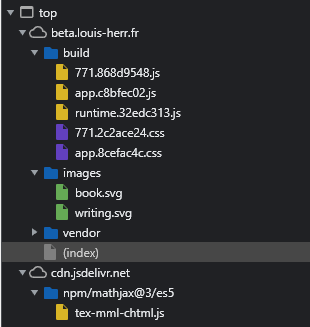 top
beta.louis-herr.fr
build
771.868d9548.js
app.c8bfec02.js
runtime.32edc313.js
771.2c2ace24.css
app.8cefac4c.css
images
book.svg
writing.svg
vendor
(index)
cdn.jsdelivr.net
npm/mathjax@3/es5
tex-mml-chtml.js